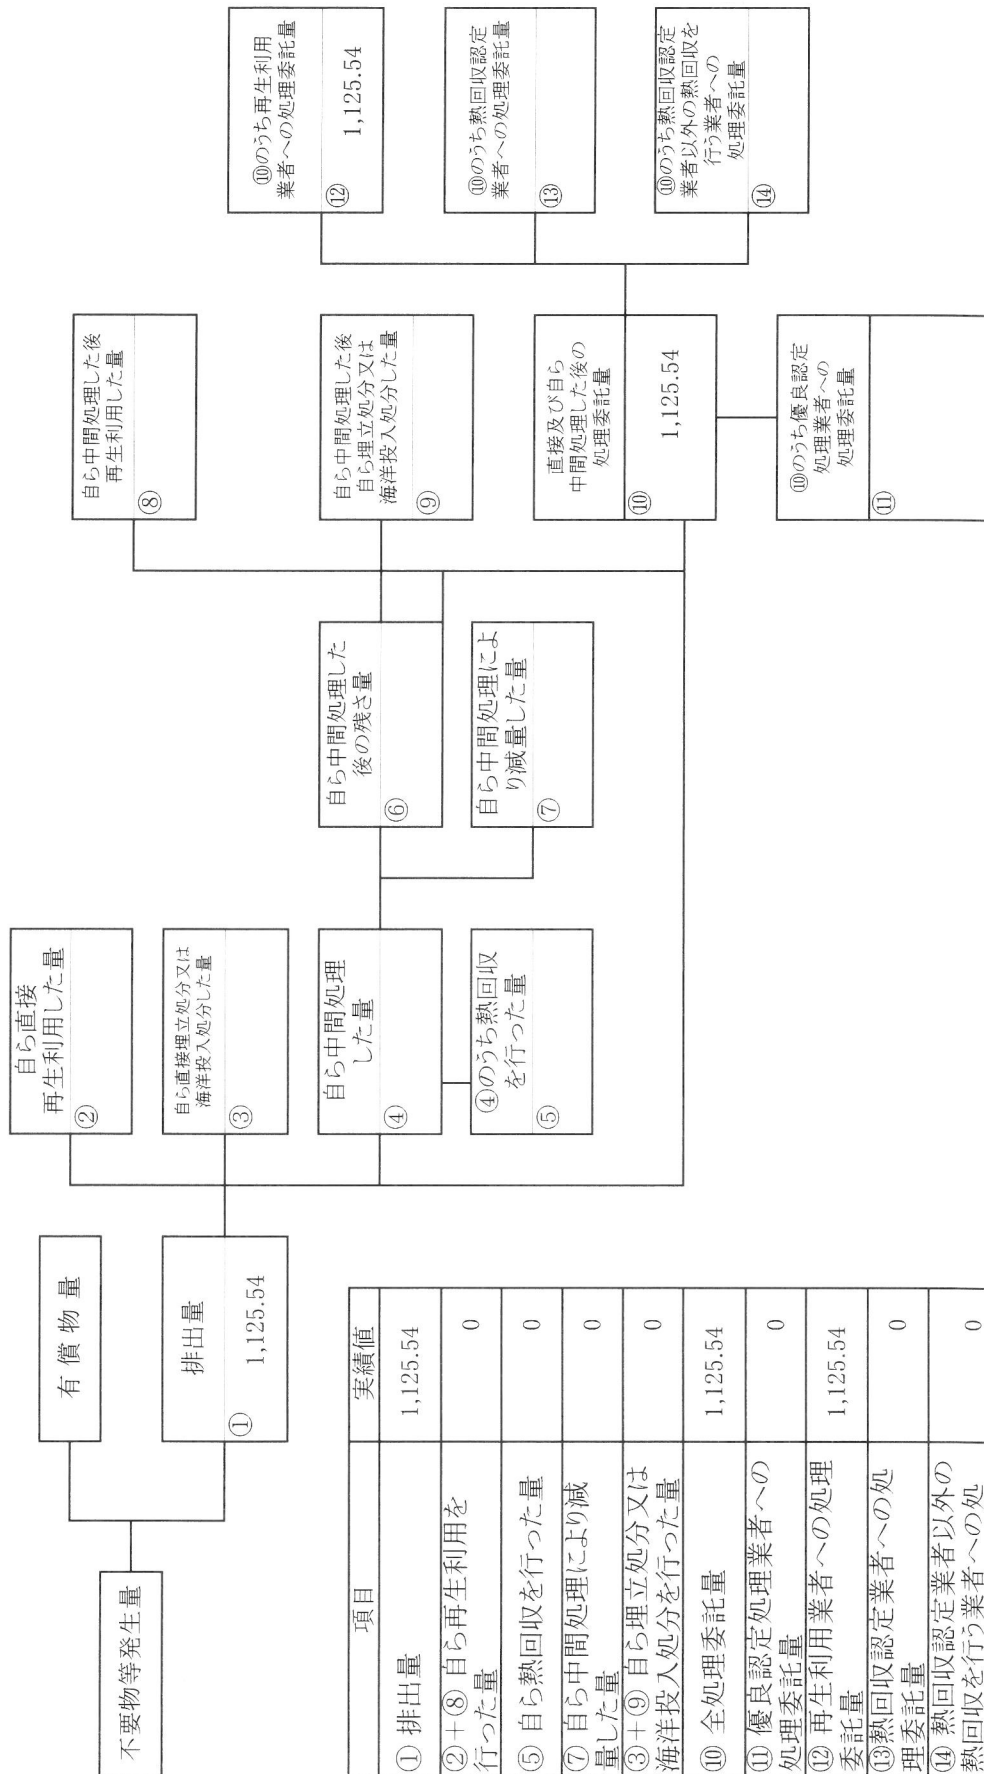 不要物等発生量
有償物量
排出量
①
1,125.54
自ら直接
再生利用した量
②
自ら直接埋立処分又は
海洋投入処分した量
③
自ら中間処理
した量
④
④のうち熱回収
を行った量
⑤
自ら中間処理した
後の残さ量
⑥
自ら中間処理によ
り減量した量
⑦
自ら中間処理した後
再生利用した量
⑧
自ら中間処理した後
自ら埋立処分又は
海洋投入処分した量
⑨
直接及び自ら
中間処理した後の
処理委託量
⑩
1,125.54
⑩のうち優良認定
処理業者への
処理委託量
⑪
⑩のうち再生利用
業者への処理委託量
⑫
1,125.54
⑩のうち熱回収認定
業者への処理委託量
⑬
⑩のうち熱回収認定
業者以外の熱回収を
行う業者への
処理委託量
⑭
項目 実績値
①排出量 1,125.54
②+⑧自ら再生利用を
行った量 0
⑤自ら熱回収を行った量 0
⑦自ら中間処理により減
量した量 0
③+⑨自ら埋立処分又は
海洋投入処分を行った量 0
⑩全処理委託量 1,125.54
⑪優良認定処理業者への
処理委託量 0
⑫再生利用業者への処理
委託量 1,125.54
⑬熱回収認定業者への処
理委託量 0
⑭熱回収認定業者以外の
熱回収を行う業者への処 0